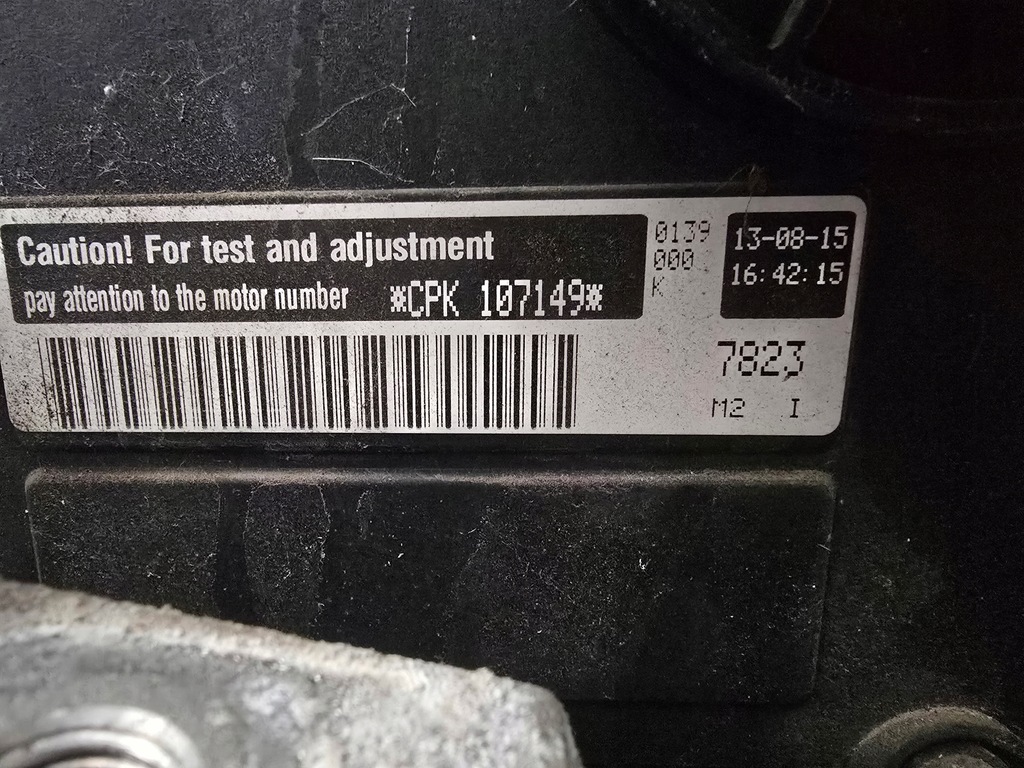 Caution! For test and adjustment
pay attention to the motor number *CPK 107149*
0139
000
K
13-08-15
16:42:15
7823
M2 I